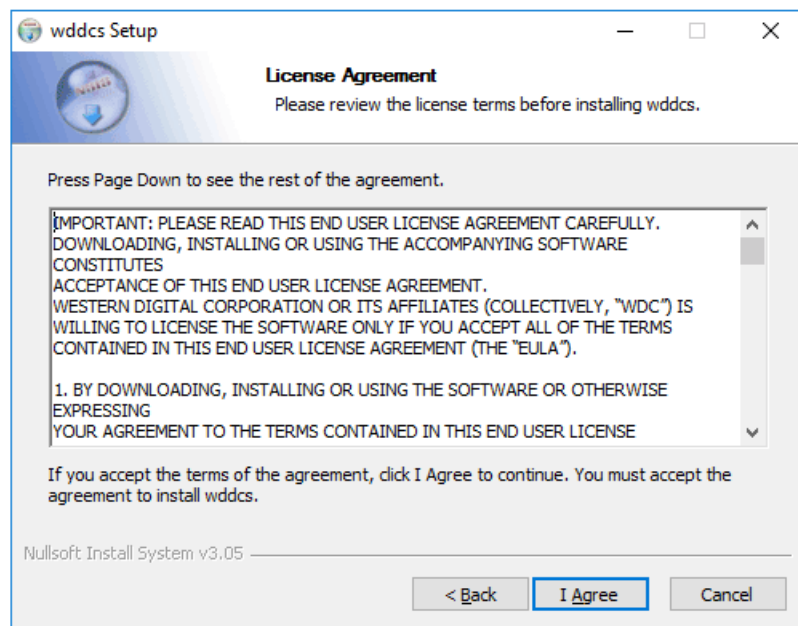 wddcs Setup
License Agreement
Please review the license terms before installing wddcs.
Press Page Down to see the rest of the agreement.
IMPORTANT: PLEASE READ THIS END USER LICENSE AGREEMENT CAREFULLY.
DOWNLOADING, INSTALLING OR USING THE ACCOMPANYING SOFTWARE
CONSTITUTES
ACCEPTANCE OF THIS END USER LICENSE AGREEMENT.
WESTERN DIGITAL CORPORATION OR ITS AFFILIATES (COLLECTIVELY, “WDC”) IS
WILLING TO LICENSE THE SOFTWARE ONLY IF YOU ACCEPT ALL OF THE TERMS
CONTAINED IN THIS END USER LICENSE AGREEMENT (THE “EULA”).
1. BY DOWNLOADING, INSTALLING OR USING THE SOFTWARE OR OTHERWISE
EXPRESSING
YOUR AGREEMENT TO THE TERMS CONTAINED IN THIS END USER LICENSE
If you accept the terms of the agreement, click I Agree to continue. You must accept the
agreement to install wddcs.
Nullsoft Install System v3.05
< Back
I Agree
Cancel